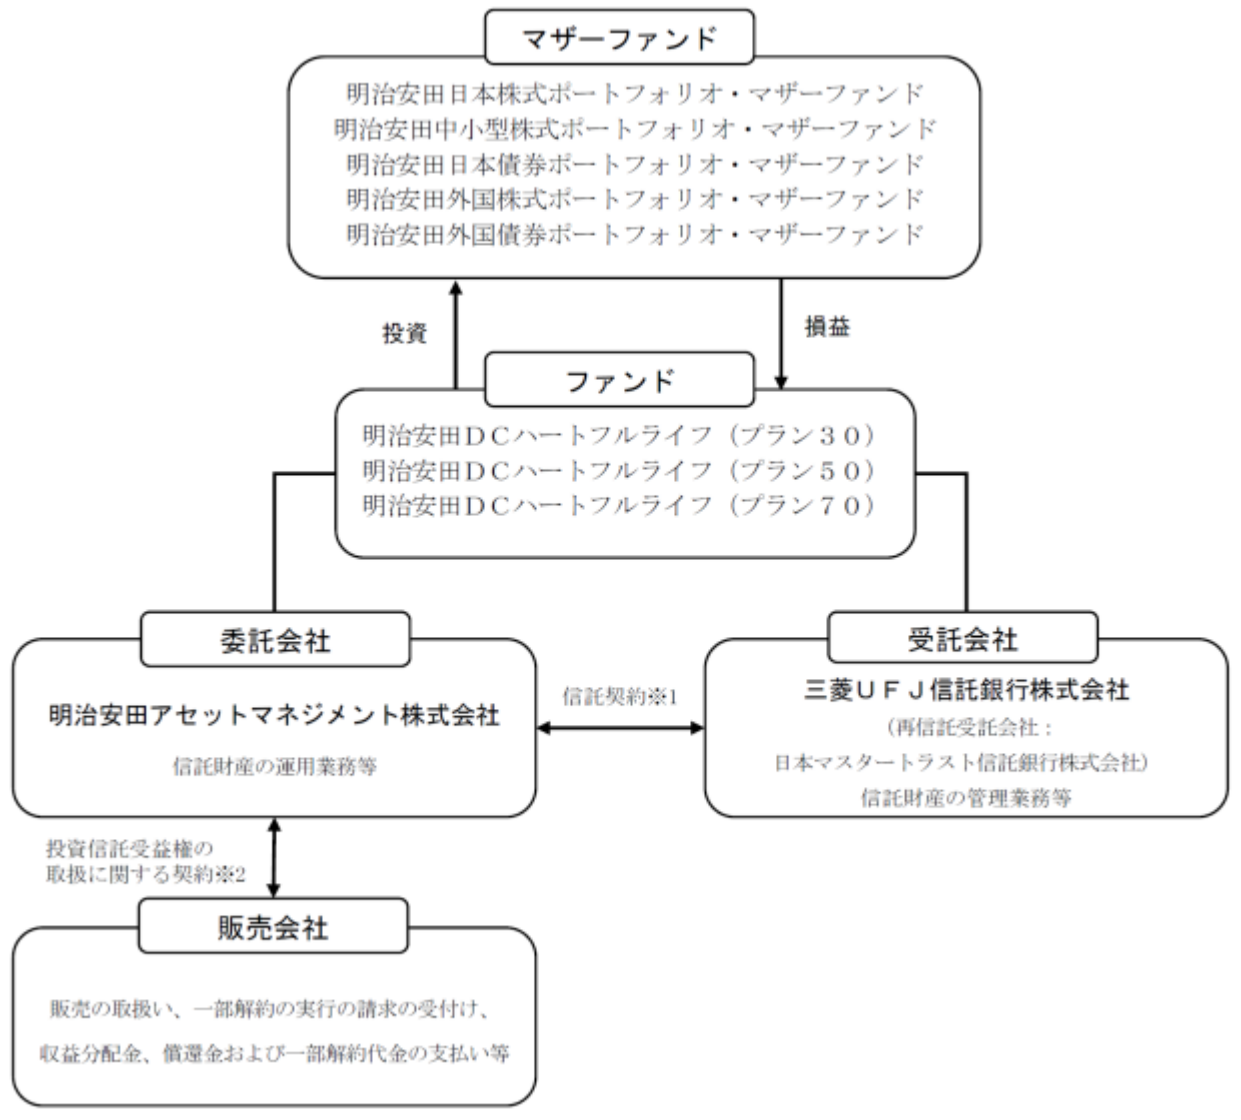 マザーファンド
明治安田日本株式ポートフォリオ・マザーファンド
明治安田中小型株式ポートフォリオ・マザーファンド
明治安田日本債券ポートフォリオ・マザーファンド
明治安田外国株式ポートフォリオ・マザーファンド
明治安田外国債券ポートフォリオ・マザーファンド
投資
損益
ファンド
明治安田ＤＣハートフルライフ（プラン３０）
明治安田ＤＣハートフルライフ（プラン５０）
明治安田ＤＣハートフルライフ（プラン７０）
委託会社
明治安田アセットマネジメント株式会社
信託財産の運用業務等
信託契約※1
受託会社
三菱ＵＦＪ信託銀行株式会社
（再信託受託会社：
日本マスタートラスト信託銀行株式会社）
信託財産の管理業務等
投資信託受益権の
取扱に関する契約※2
販売会社
販売の取扱い、一部解約の実行の請求の受付け、
収益分配金、償還金および一部解約代金の支払い等